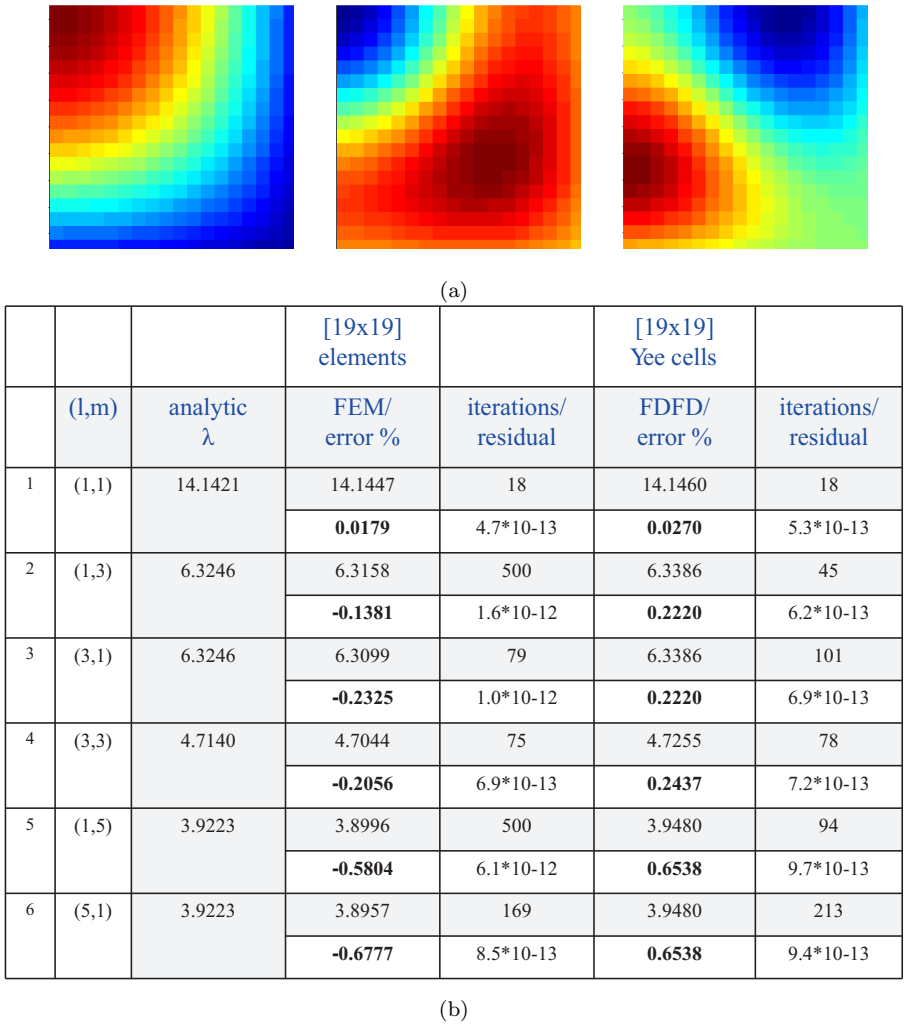 (a)
[19x19] elements [19x19] Yee cells
(l,m) analytic λ FEM/ error % iterations/ residual FDFD/ error % iterations/ residual
1 (1,1) 14.1421 14.1447 18 14.1460 18
0.0179 4.7*10-13 0.0270 5.3*10-13
2 (1,3) 6.3246 6.3158 500 6.3386 45
-0.1381 1.6*10-12 0.2220 6.2*10-13
3 (3,1) 6.3246 6.3099 79 6.3386 101
-0.2325 1.0*10-12 0.2220 6.9*10-13
4 (3,3) 4.7140 4.7044 75 4.7255 78
-0.2056 6.9*10-13 0.2437 7.2*10-13
5 (1,5) 3.9223 3.8996 500 3.9480 94
-0.5804 6.1*10-12 0.6538 9.7*10-13
6 (5,1) 3.9223 3.8957 169 3.9480 213
-0.6777 8.5*10-13 0.6538 9.4*10-13
(b)